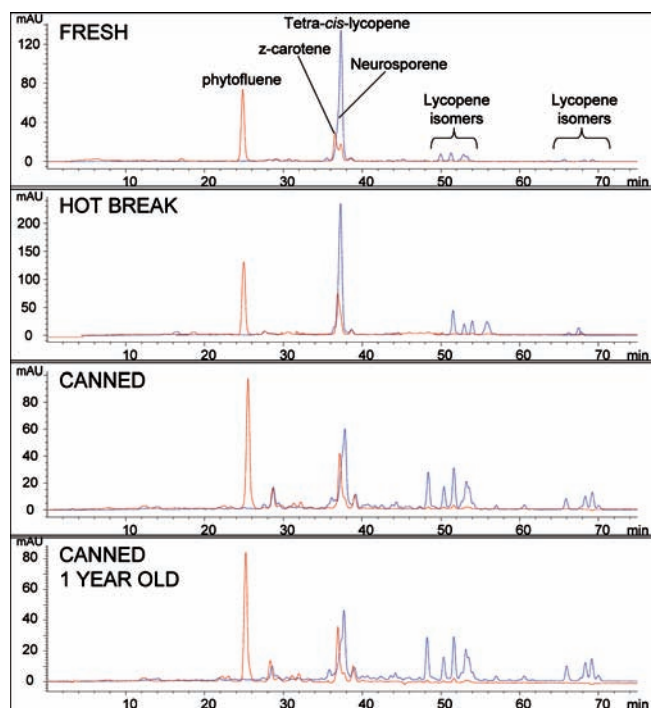 mAU
FRESH
Tetra-cis-lycopene
z-carotene
Neurosporene
phytofluene
Lycopene isomers
Lycopene isomers
120
80
40
0
10 20 30 40 50 60 70 min
mAU
HOT BREAK
200
150
100
50
0
10 20 30 40 50 60 70 min
mAU
CANNED
80
60
40
20
0
10 20 30 40 50 60 70 min
mAU
CANNED
1 YEAR OLD
80
60
40
20
0
10 20 30 40 50 60 70 min